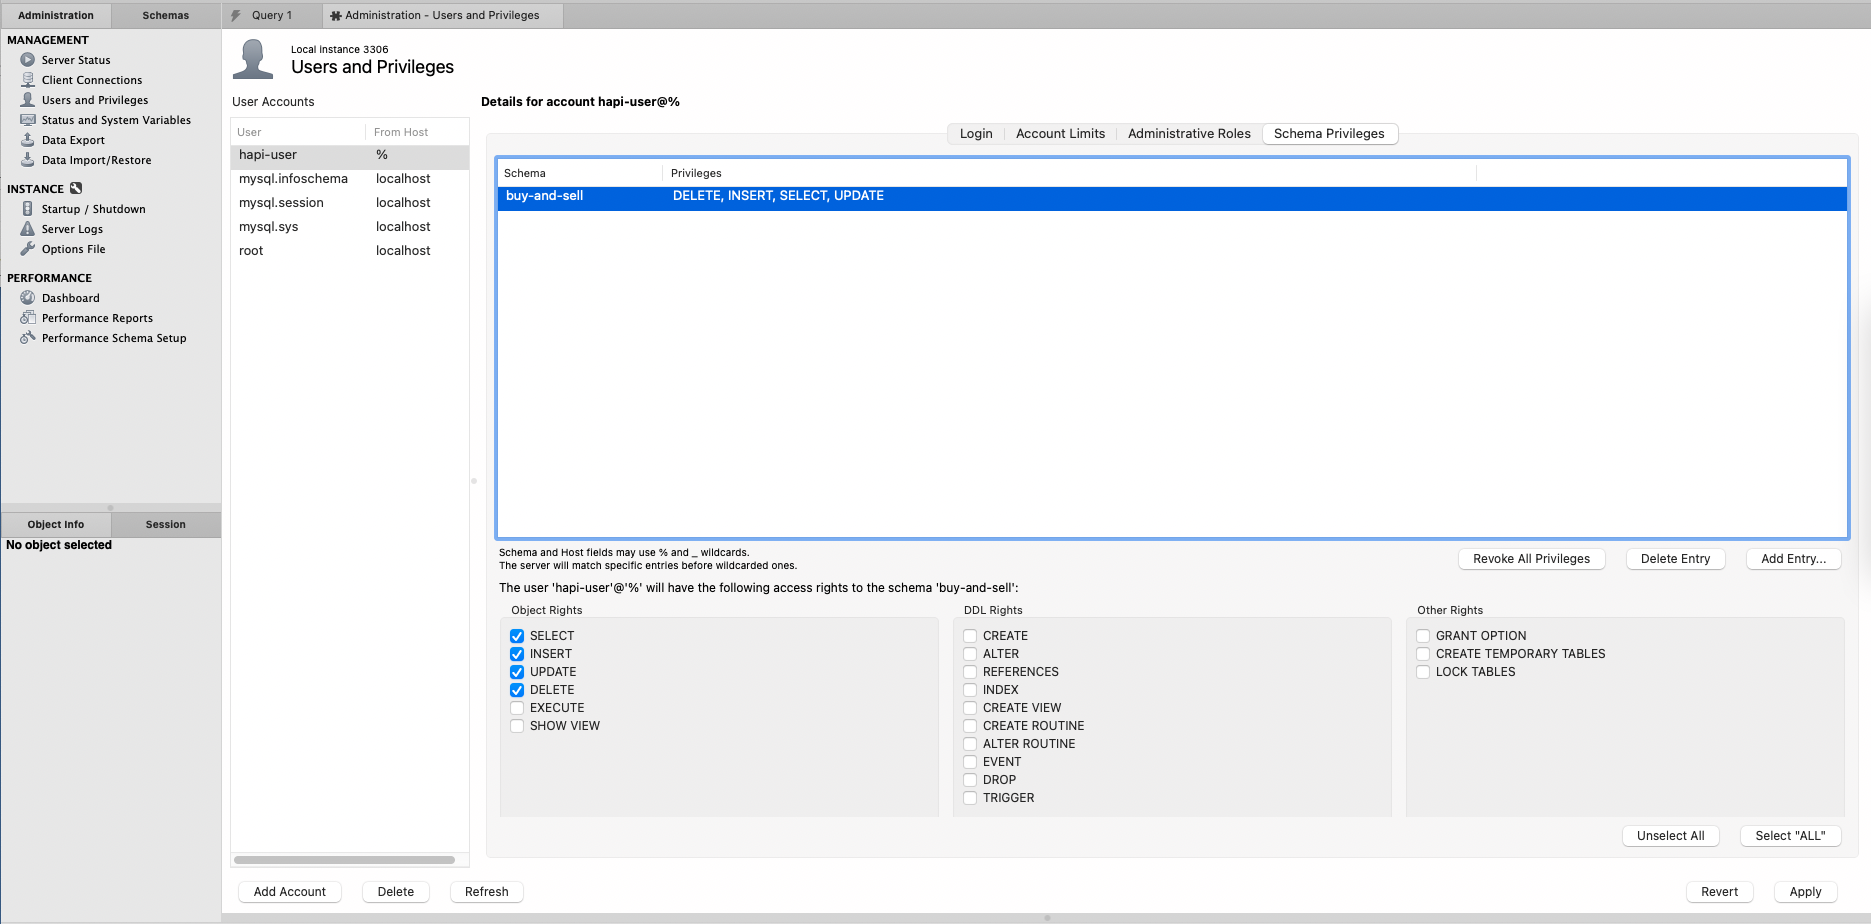 Administration
Schemas
Query 1
Administration - Users and Privileges
MANAGEMENT
Server Status
Client Connections
Users and Privileges
Status and System Variables
Data Export
Data Import/Restore
INSTANCE
Startup / Shutdown
Server Logs
Options File
PERFORMANCE
Dashboard
Performance Reports
Performance Schema Setup
Object Info
Session
No object selected
Local instance 3306
Users and Privileges
User Accounts
User From Host
hapi-user %
mysql.infoschema localhost
mysql.session localhost
mysql.sys localhost
root localhost
Add Account
Delete
Refresh
Details for account hapi-user@%
Login
Account Limits
Administrative Roles
Schema Privileges
Schema Privileges
buy-and-sell DELETE, INSERT, SELECT, UPDATE
Schema and Host fields may use % and _ wildcards.
The server will match specific entries before wildcarded ones.
Revoke All Privileges
Delete Entry
Add Entry...
The user 'hapi-user'@'%' will have the following access rights to the schema 'buy-and-sell':
Object Rights
SELECT
INSERT
UPDATE
DELETE
EXECUTE
SHOW VIEW
DDL Rights
CREATE
ALTER
REFERENCES
INDEX
CREATE VIEW
CREATE ROUTINE
ALTER ROUTINE
EVENT
DROP
TRIGGER
Other Rights
GRANT OPTION
CREATE TEMPORARY TABLES
LOCK TABLES
Unselect All
Select "ALL"
Revert
Apply